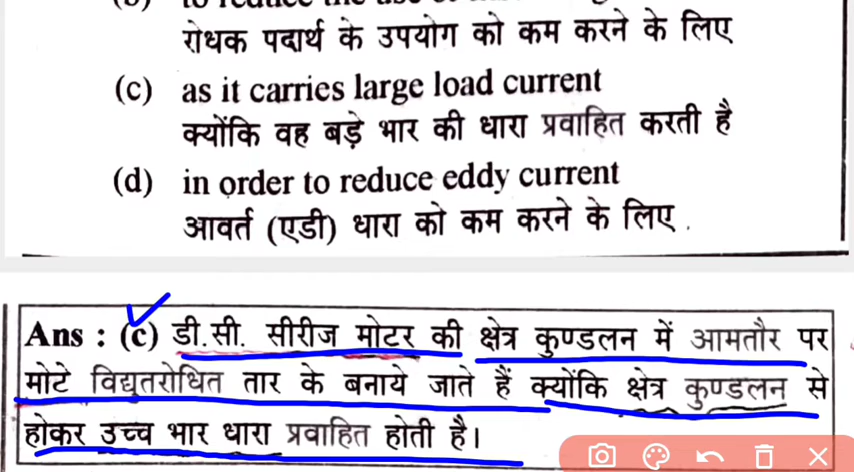 रोधक पदार्थ के उपयोग को कम करने के लिए
(c) as it carries large load current
क्योंकि वह बड़े भार की धारा प्रवाहित करती है
(d) in order to reduce eddy current
आवर्त (एडी) धारा को कम करने के लिए .
Ans : (c) डी.सी. सीरीज मोटर की क्षेत्र कुण्डलन में आमतौर पर
मोटे विद्युतरोधित तार के बनाये जाते हैं क्योंकि क्षेत्र कुण्डलन से
होकर उच्च भार धारा प्रवाहित होती है।